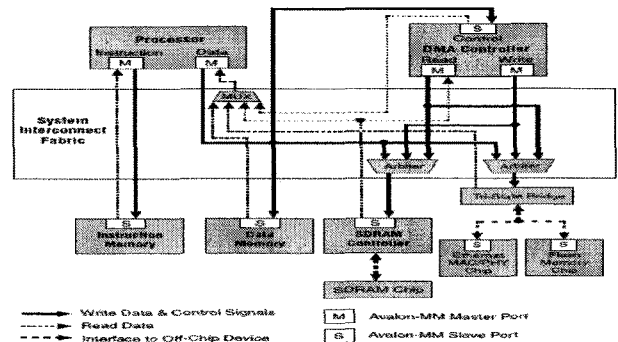 Processor
Instruction
Data
M
M
S
Control
DMA Controller
Read
Write
M
M
MUX
System
Interconnect
Fabric
Arbiter
Arbiter
Tri-State Bridge
S
Instruction
Memory
S
Data
Memory
S
SDRAM
Controller
S
Ethernet
MAC/PHY
Chip
S
Flash
Memory
Chip
SDRAM Chip
Write Data & Control Signals
Read Data
Interface to Off-Chip Device
M Avalon-MM Master Port
S Avalon-MM Slave Port